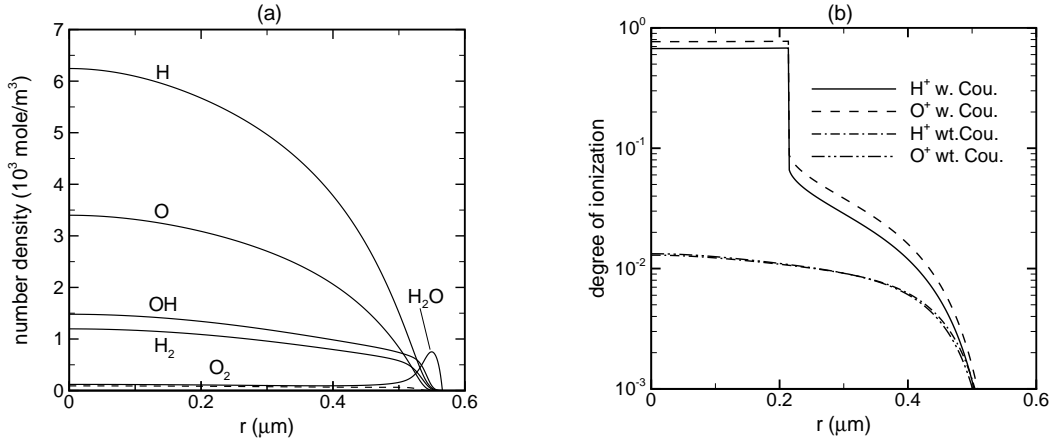 (a)
number density (10³ mole/m³)
7
6
5
4
3
2
1
0
H
O
OH
H₂
O₂
H₂O
0
0.2
0.4
0.6
r (μm)
(b)
degree of ionization
10⁰
10⁻¹
10⁻²
10⁻³
H⁺ w. Cou.
O⁺ w. Cou.
H⁺ wt.Cou.
O⁺ wt. Cou.
0
0.2
0.4
0.6
r (μm)